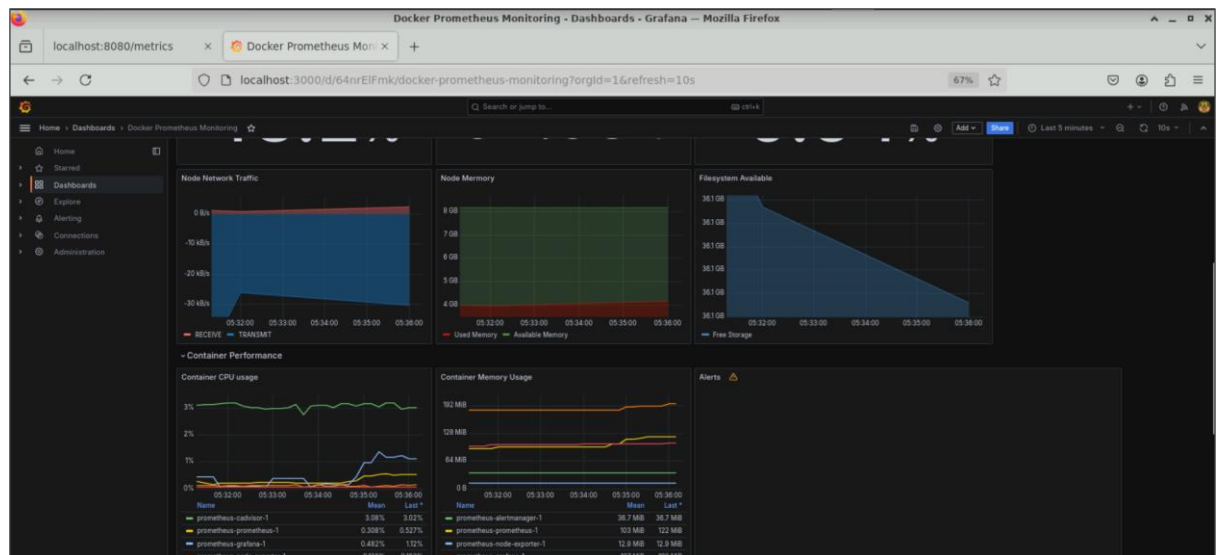 Docker Prometheus Monitoring - Dashboards - Grafana — Mozilla Firefox
localhost:8080/metrics
Docker Prometheus Moni
localhost:3000/d/64nrElFmk/docker-prometheus-monitoring?orgId=1&refresh=10s
67%
Search or jump to...
ctrl+k
Home › Dashboards › Docker Prometheus Monitoring
Add
Share
Last 5 minutes
10s
Home
Starred
Dashboards
Explore
Alerting
Connections
Administration
Node Network Traffic
0 B/s
-10 kB/s
-20 kB/s
-30 kB/s
05:32:00 05:33:00 05:34:00 05:35:00 05:36:00
RECEIVE TRANSMIT
Node Mermory
8 GB
7 GB
6 GB
5 GB
4 GB
05:32:00 05:33:00 05:34:00 05:35:00 05:36:00
Used Memory Available Memory
Filesystem Available
36.1 GB
36.1 GB
36.1 GB
36.1 GB
36.1 GB
36.1 GB
05:32:00 05:33:00 05:34:00 05:35:00 05:36:00
Free Storage
Container Performance
Container CPU usage
3%
2%
1%
0%
05:32:00 05:33:00 05:34:00 05:35:00 05:36:00
Name Mean Last *
prometheus-cadvisor-1 3.08% 3.02%
prometheus-prometheus-1 0.308% 0.527%
prometheus-grafana-1 0.482% 1.12%
Container Memory Usage
192 MiB
128 MiB
64 MiB
0 B
05:32:00 05:33:00 05:34:00 05:35:00 05:36:00
Name Mean Last *
prometheus-alertmanager-1 36.7 MiB 36.7 MiB
prometheus-prometheus-1 103 MiB 122 MiB
prometheus-node-exporter-1 12.9 MiB 12.9 MiB
Alerts